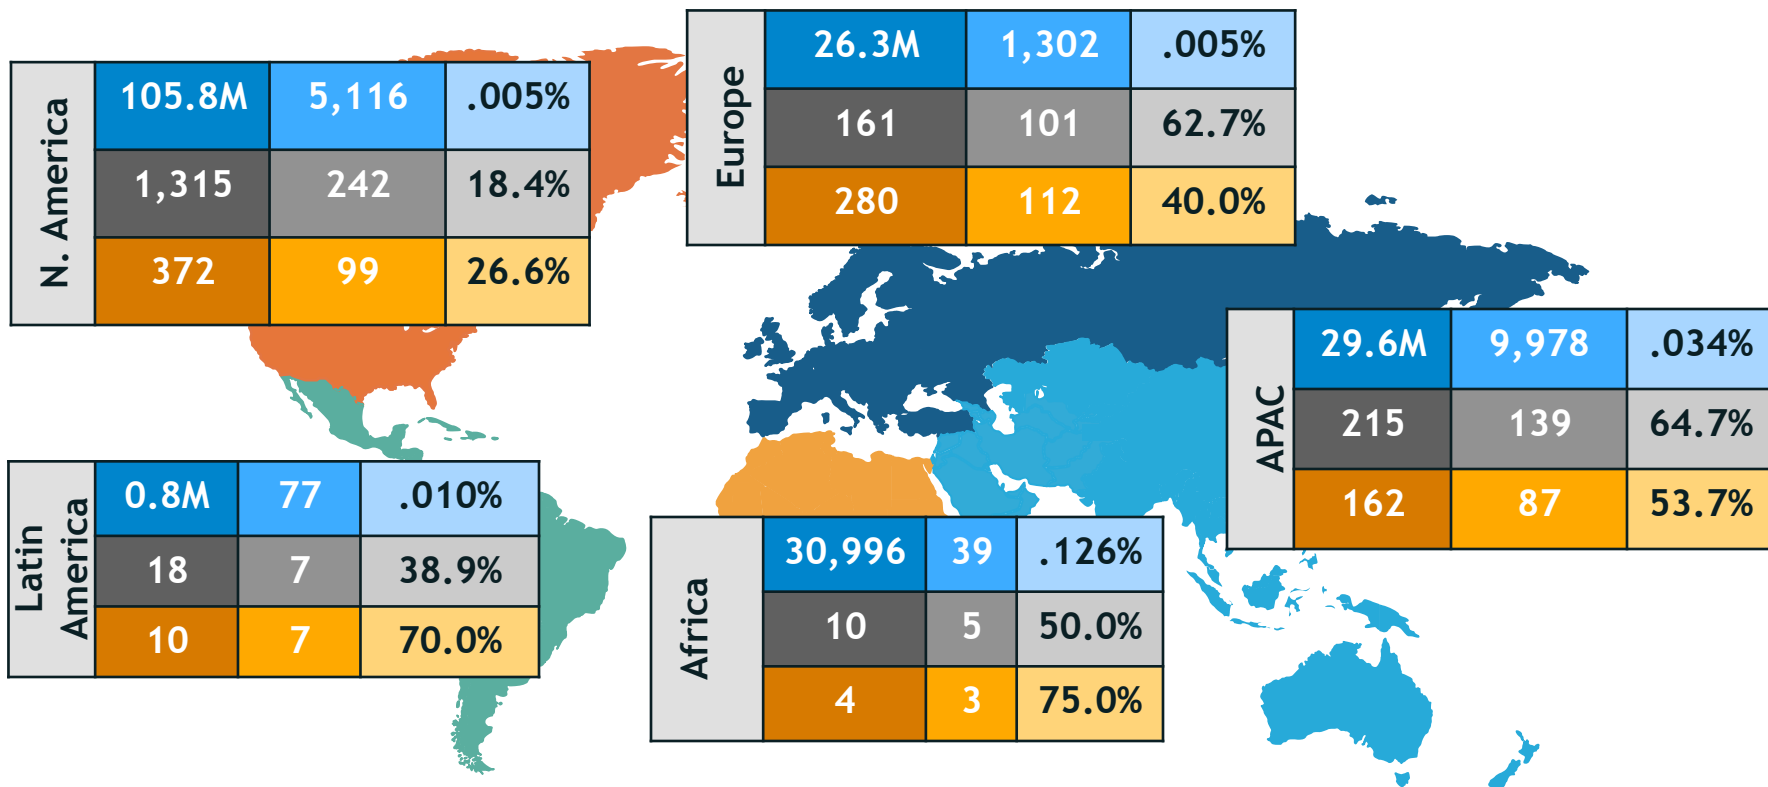 N. America
105.8M 5,116 .005%
1,315 242 18.4%
372 99 26.6%
Europe
26.3M 1,302 .005%
161 101 62.7%
280 112 40.0%
APAC
29.6M 9,978 .034%
215 139 64.7%
162 87 53.7%
Latin
America
0.8M 77 .010%
18 7 38.9%
10 7 70.0%
Africa
30,996 39 .126%
10 5 50.0%
4 3 75.0%